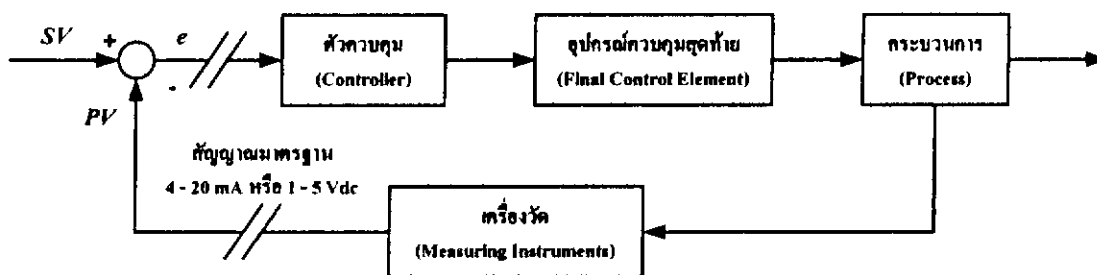 SV
+
e
-
PV
ตัวควบคุม
(Controller)
อุปกรณ์ควบคุมสุดท้าย
(Final Control Element)
กระบวนการ
(Process)
สัญญาณมาตรฐาน
4 - 20 mA หรือ 1 - 5 Vdc
เครื่องวัด
(Measuring Instruments)